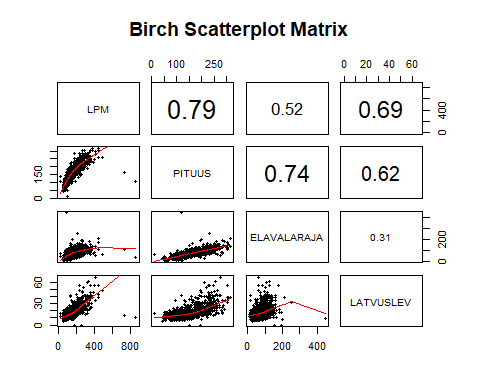 Birch Scatterplot Matrix
0 100 250
0 20 40 60
LPM
0.79
0.52
0.69
0 400
0 150
PITUUS
0.74
0.62
ELAVALARAJA
0.31
0 200
0 30 60
LATVUSLEV
0 400 800
0 200 400